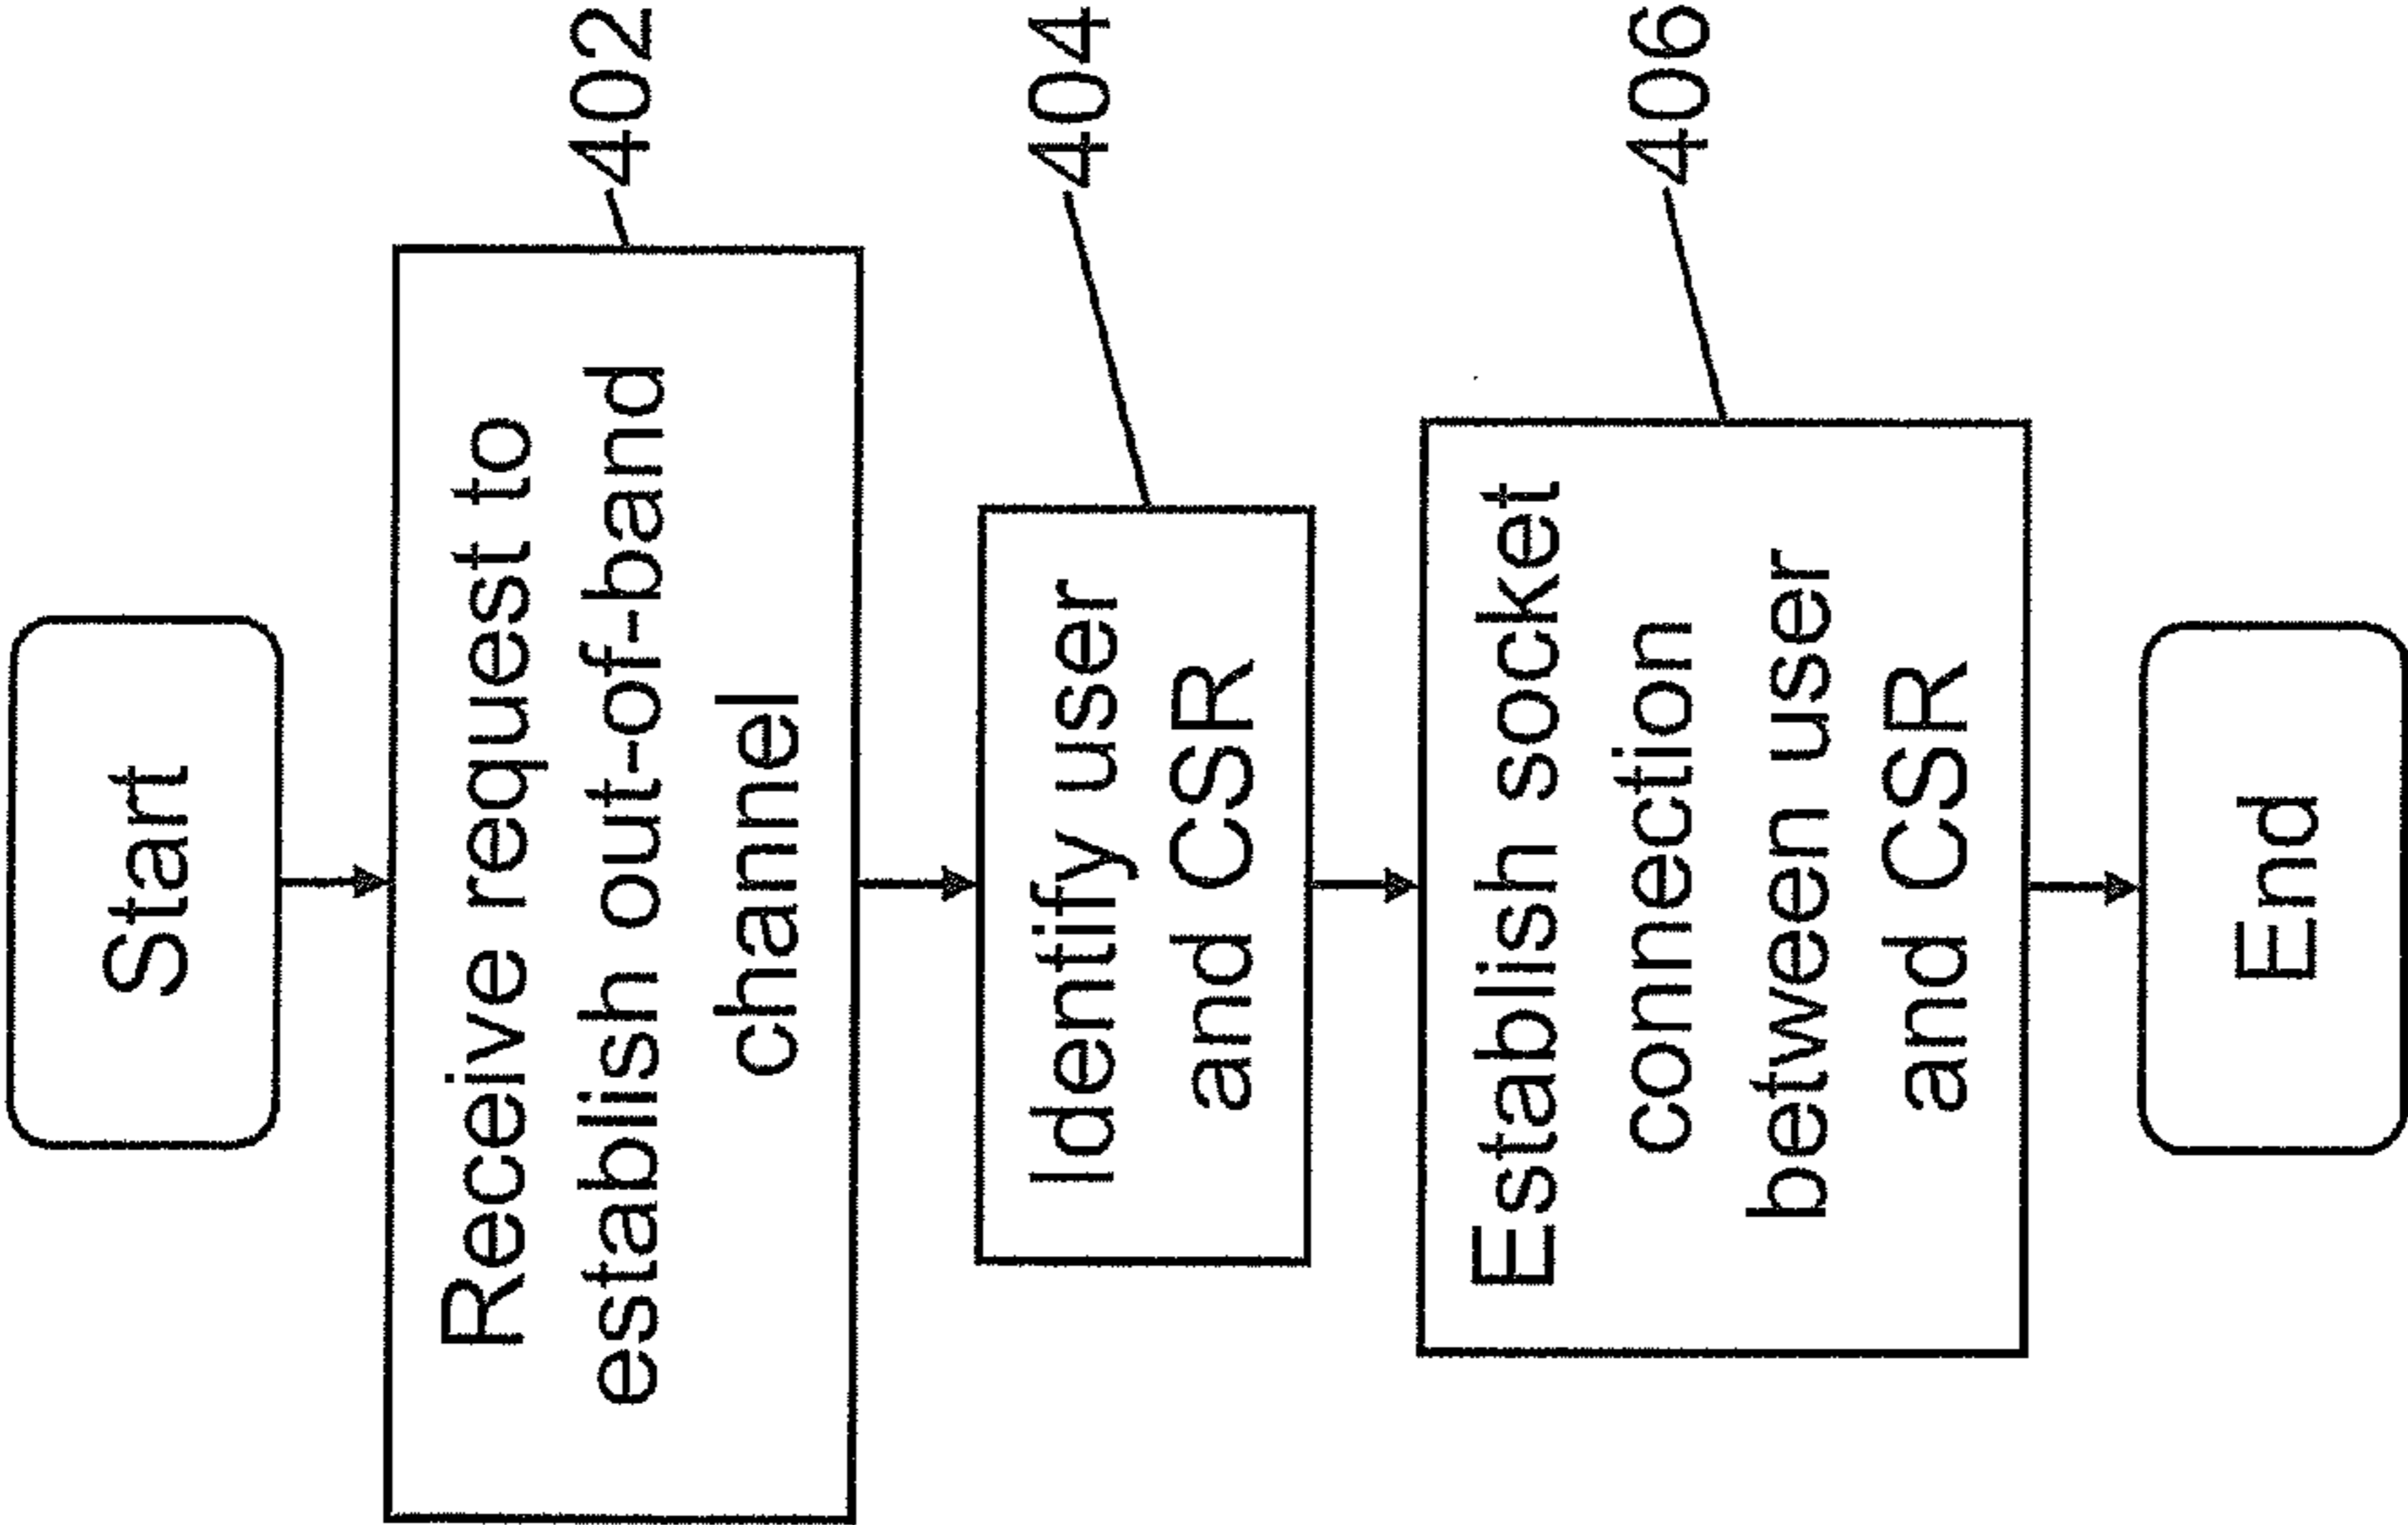 Start
Receive request to
establish out-of-band
channel
402
Identify user
and CSR
404
Establish socket
connection
between user
and CSR
406
End